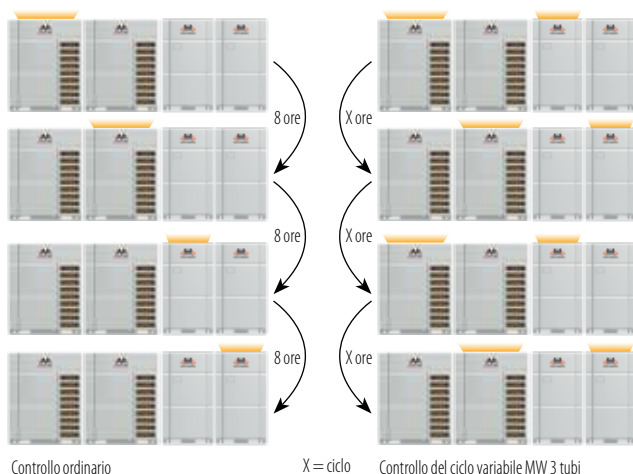 8 ore
X ore
8 ore
X ore
8 ore
X ore
Controllo ordinario
X = ciclo
Controllo del ciclo variabile MW 3 tubi